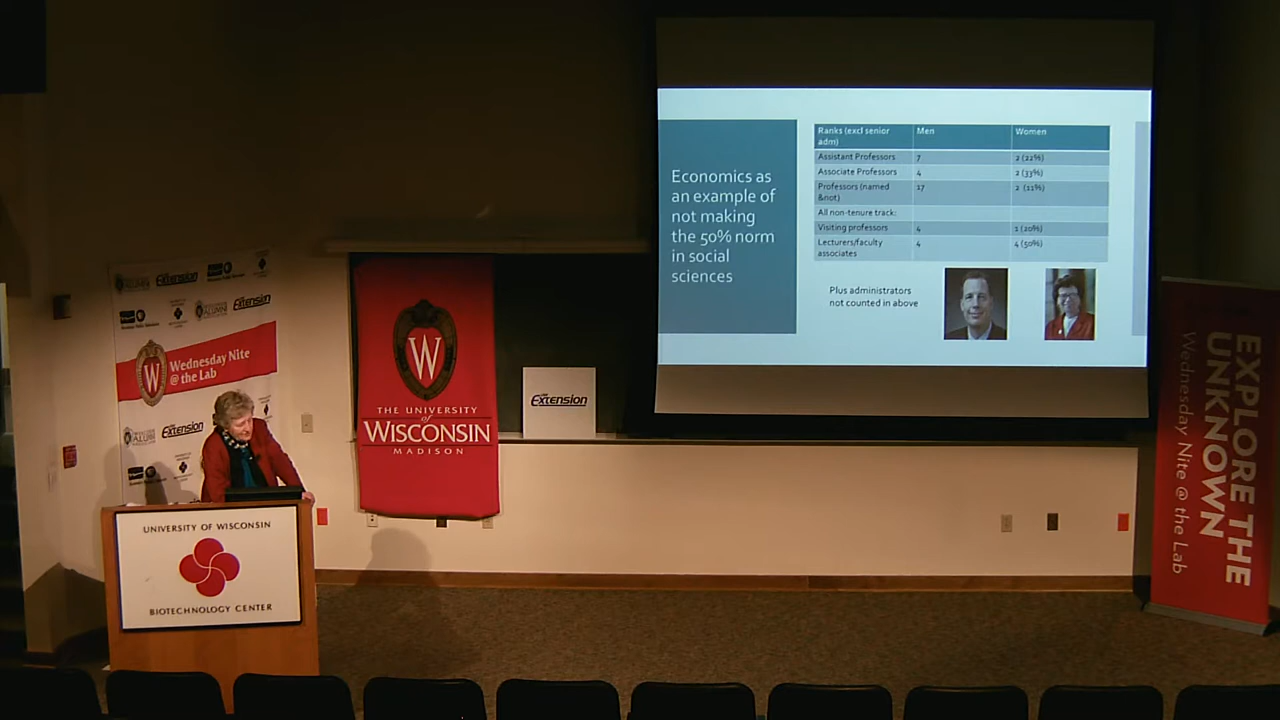 Economics as
an example of
not making
the 50% norm
in social
sciences
Ranks (excl senior adm) Men Women
Assistant Professors 7 2 (22%)
Associate Professors 4 2 (33%)
Professors (named &not) 17 2 (11%)
All non-tenure track:
Visiting professors 4 1 (20%)
Lecturers/faculty associates 4 4 (50%)
Plus administrators
not counted in above
Extension
Extension
Wednesday Nite
@ the Lab
Extension
W
W
THE UNIVERSITY
of
WISCONSIN
MADISON
Extension
UNIVERSITY OF WISCONSIN
BIOTECHNOLOGY CENTER
EXPLORE THE
UNKNOWN
Wednesday Nite @ the Lab